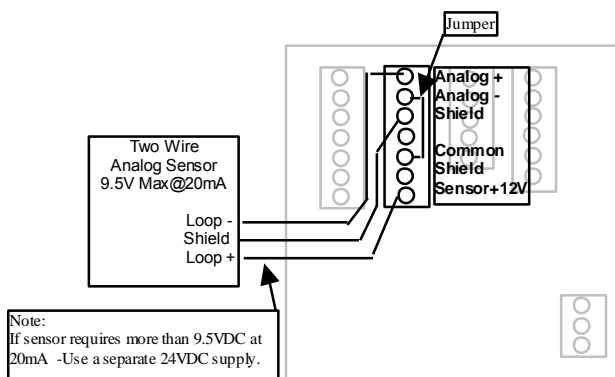 Jumper
Analog +
Analog -
Shield
Common
Shield
Sensor+12V
Two Wire
Analog Sensor
9.5V Max@20mA
Loop -
Shield
Loop +
Note:
If sensor requires more than 9.5VDC at
20mA -Use a separate 24VDC supply.